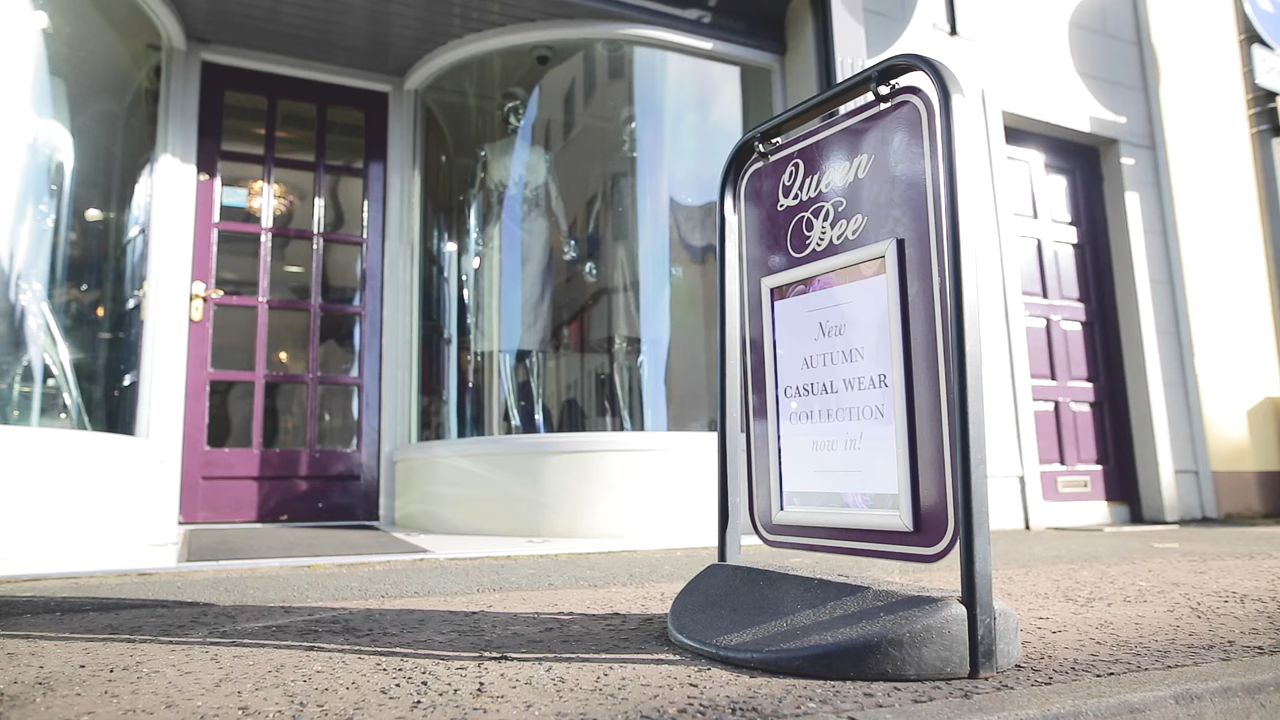 Queen
Bee
New
AUTUMN
CASUAL WEAR
COLLECTION
now in!